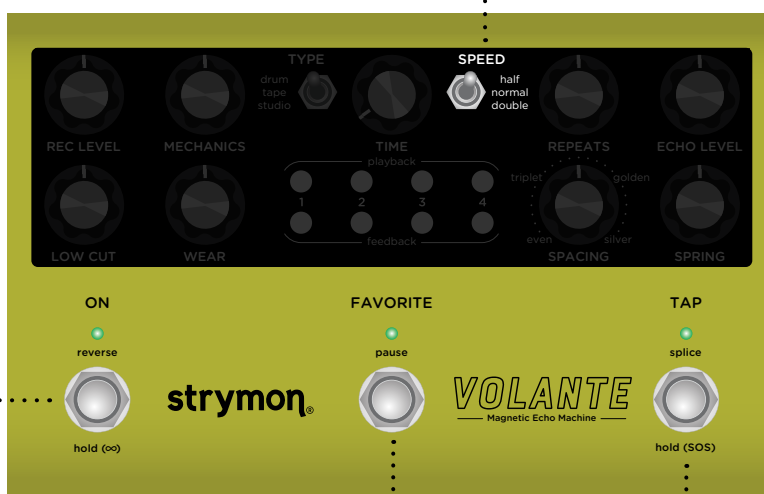 TYPE
SPEED
drum
tape
studio
half
normal
double
REC LEVEL
MECHANICS
TIME
REPEATS
ECHO LEVEL
playback
triplet
golden
1 2 3 4
even
silver
feedback
LOW CUT
WEAR
SPACING
SPRING
ON
FAVORITE
TAP
reverse
pause
splice
strymon®
VOLANTE
Magnetic Echo Machine
hold (∞)
hold (SOS)